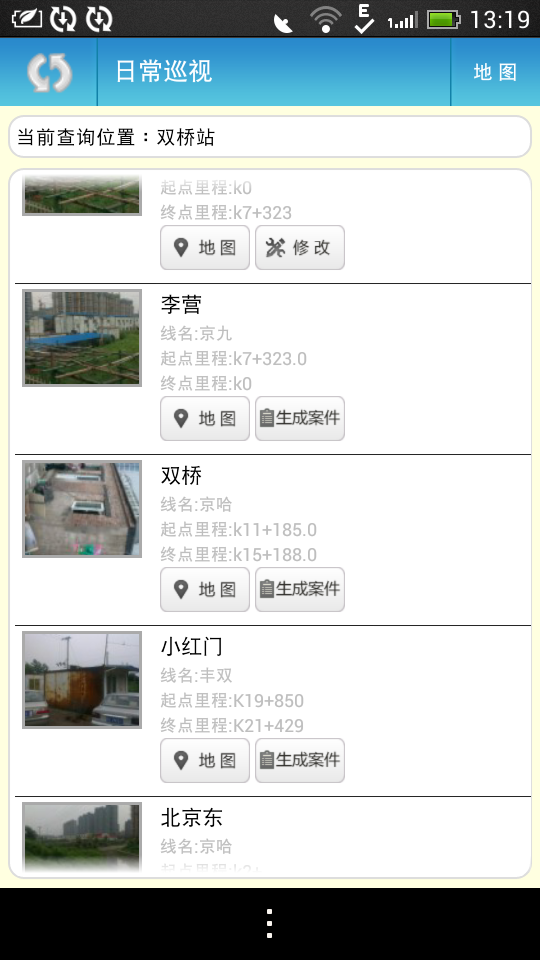 E
13:19
日常巡视
地图
当前查询位置：双桥站
起点里程:k0
终点里程:k7+323
地图
修改
李营
线名:京九
起点里程:k7+323.0
终点里程:k0
地图
生成案件
双桥
线名:京哈
起点里程:k11+185.0
终点里程:k15+188.0
地图
生成案件
小红门
线名:丰双
起点里程:K19+850
终点里程:K21+429
地图
生成案件
北京东
线名:京哈